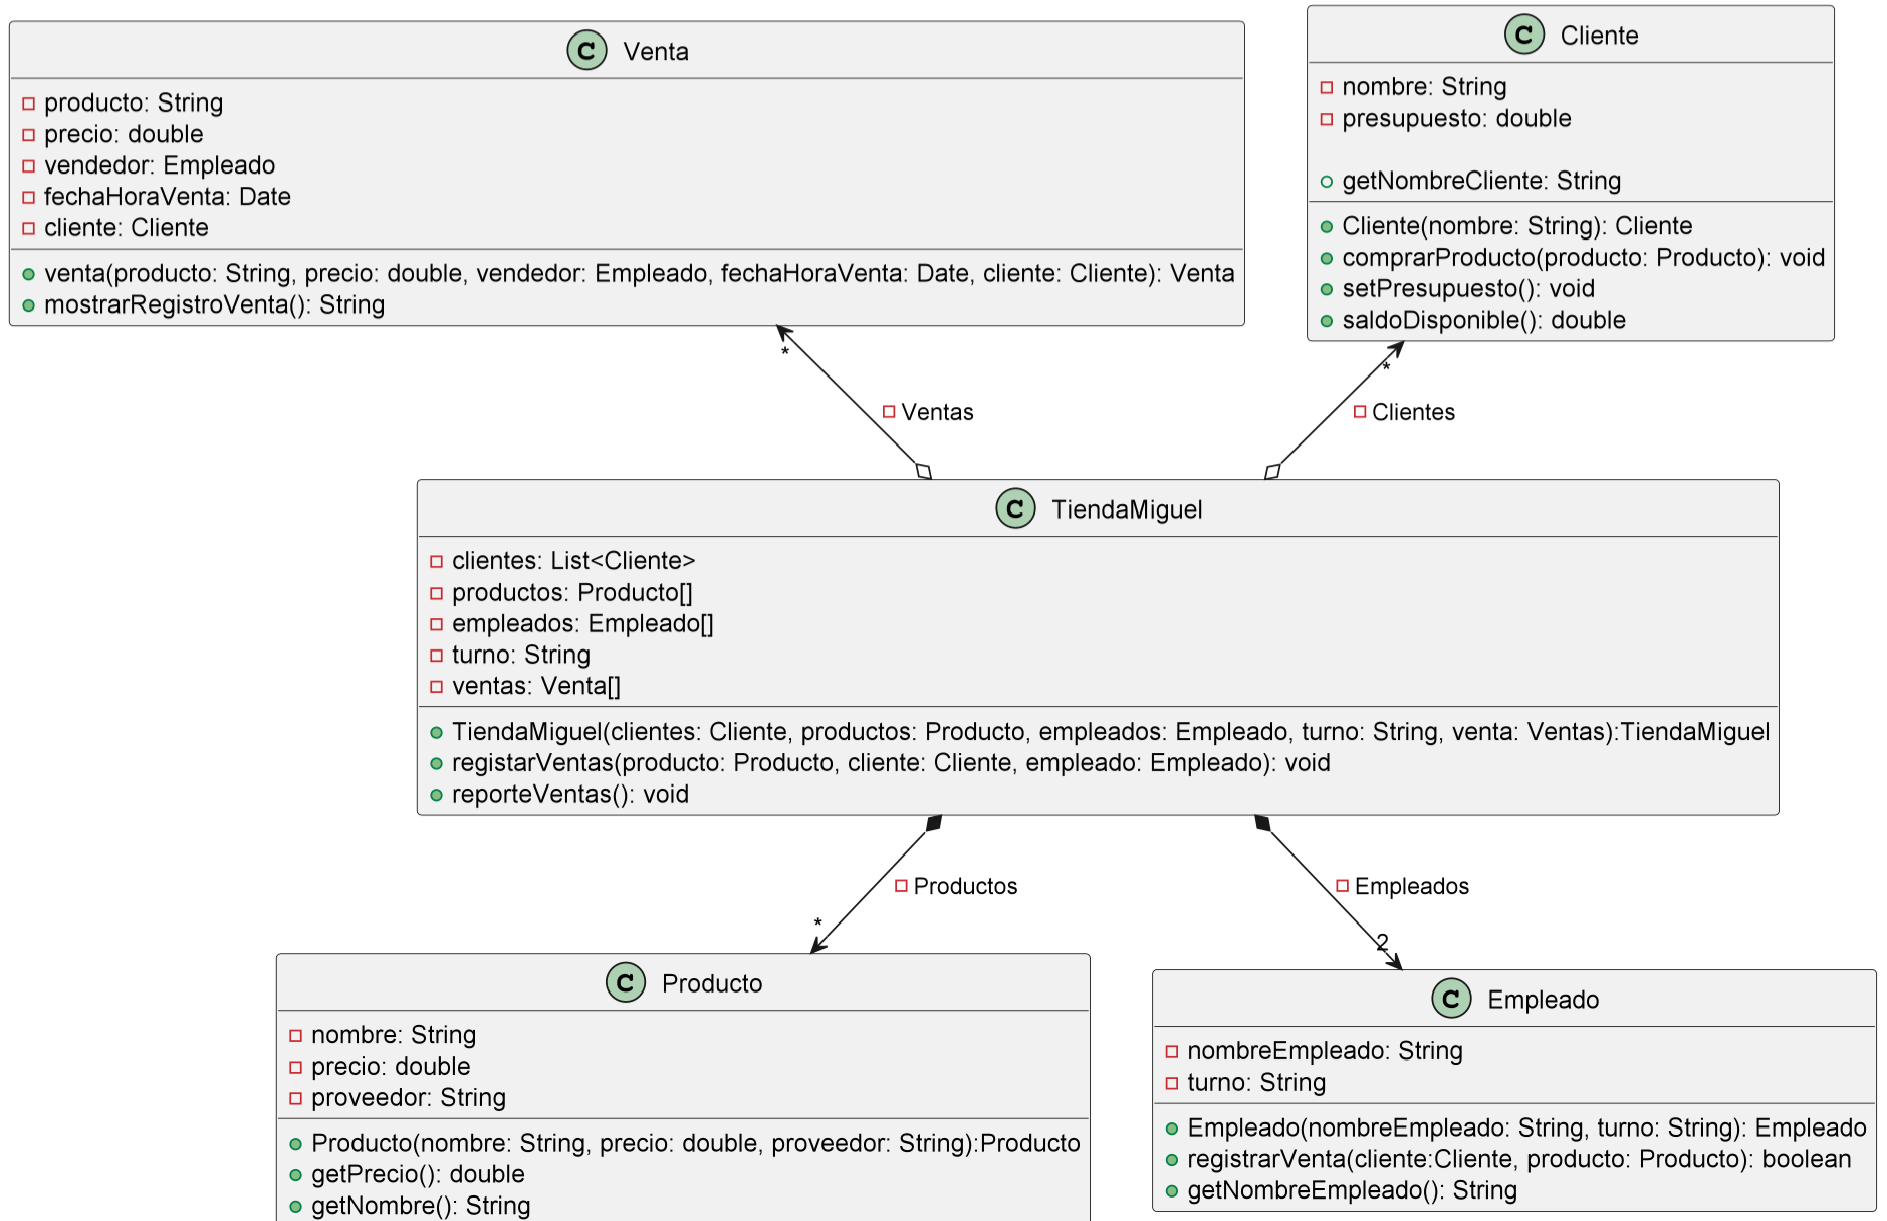 C Venta
producto: String
precio: double
vendedor: Empleado
fechaHoraVenta: Date
cliente: Cliente
venta(producto: String, precio: double, vendedor: Empleado, fechaHoraVenta: Date, cliente: Cliente): Venta
mostrarRegistroVenta(): String
C Cliente
nombre: String
presupuesto: double
getNombreCliente: String
Cliente(nombre: String): Cliente
comprarProducto(producto: Producto): void
setPresupuesto(): void
saldoDisponible(): double
*
Ventas
*
Clientes
C TiendaMiguel
clientes: List<Cliente>
productos: Producto[]
empleados: Empleado[]
turno: String
ventas: Venta[]
TiendaMiguel(clientes: Cliente, productos: Producto, empleados: Empleado, turno: String, venta: Ventas):TiendaMiguel
registarVentas(producto: Producto, cliente: Cliente, empleado: Empleado): void
reporteVentas(): void
Productos
*
Empleados
2
C Producto
nombre: String
precio: double
proveedor: String
Producto(nombre: String, precio: double, proveedor: String):Producto
getPrecio(): double
getNombre(): String
C Empleado
nombreEmpleado: String
turno: String
Empleado(nombreEmpleado: String, turno: String): Empleado
registrarVenta(cliente:Cliente, producto: Producto): boolean
getNombreEmpleado(): String